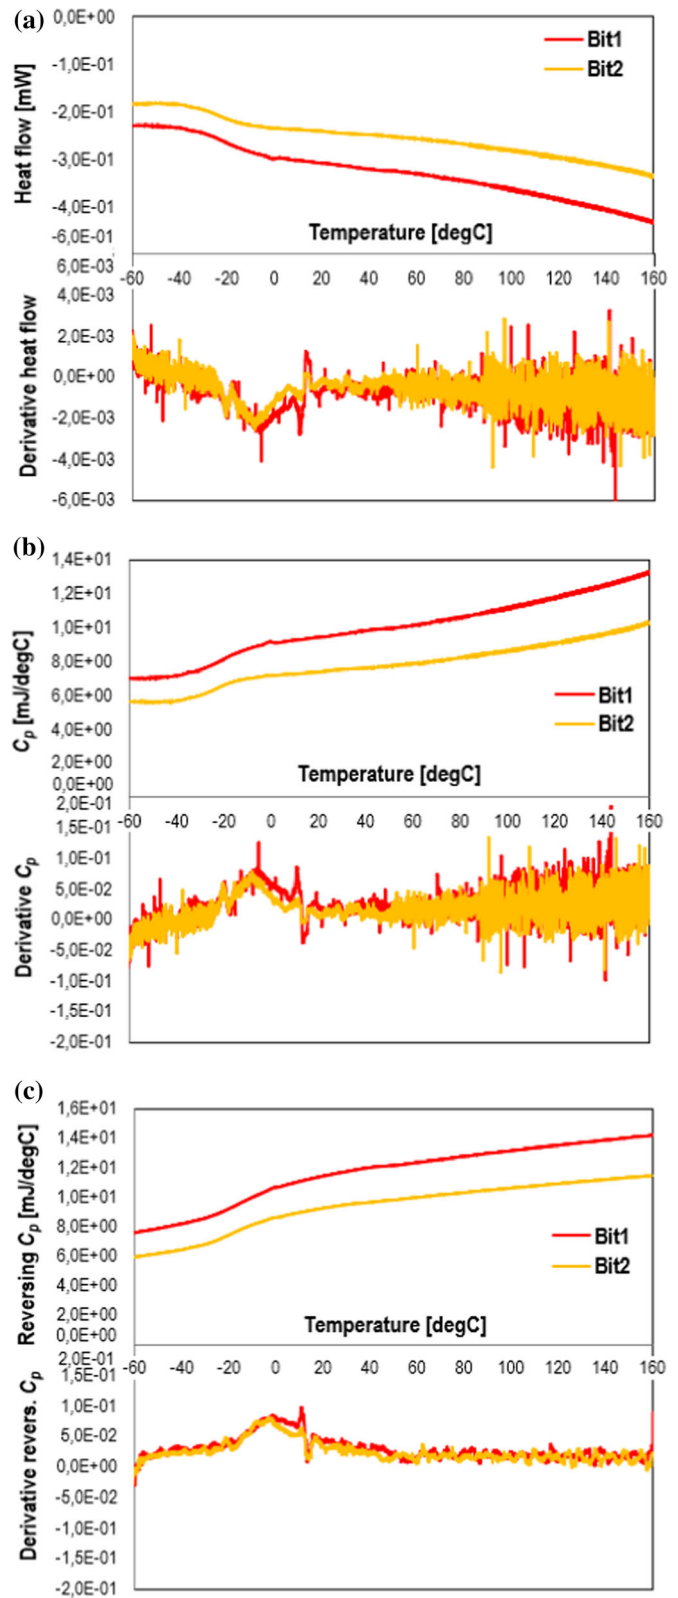 (a)
0,0E+00
-1,0E-01
-2,0E-01
-3,0E-01
-4,0E-01
-6,0E-01
Heat flow [mW]
Bit1
Bit2
Temperature [degC]
-60 -40 -20 0 20 40 60 80 100 120 140 160
6,0E-03
4,0E-03
2,0E-03
0,0E+00
-2,0E-03
-4,0E-03
-6,0E-03
Derivative heat flow
(b)
1,4E+01
1,2E+01
1,0E+01
8,0E+00
6,0E+00
4,0E+00
2,0E+00
0,0E+00
Cp [mJ/degC]
Bit1
Bit2
Temperature [degC]
-60 -40 -20 0 20 40 60 80 100 120 140 160
2,0E-01
1,5E-01
1,0E-01
5,0E-02
0,0E+00
-5,0E-02
-1,0E-01
-1,5E-01
-2,0E-01
Derivative Cp
(c)
1,6E+01
1,4E+01
1,2E+01
1,0E+01
8,0E+00
6,0E+00
4,0E+00
2,0E+00
0,0E+00
Reversing Cp [mJ/degC]
Bit1
Bit2
Temperature [degC]
-60 -40 -20 0 20 40 60 80 100 120 140 160
2,0E-01
1,5E-01
1,0E-01
5,0E-02
0,0E+00
-5,0E-02
-1,0E-01
-1,5E-01
-2,0E-01
Derivative revers. Cp